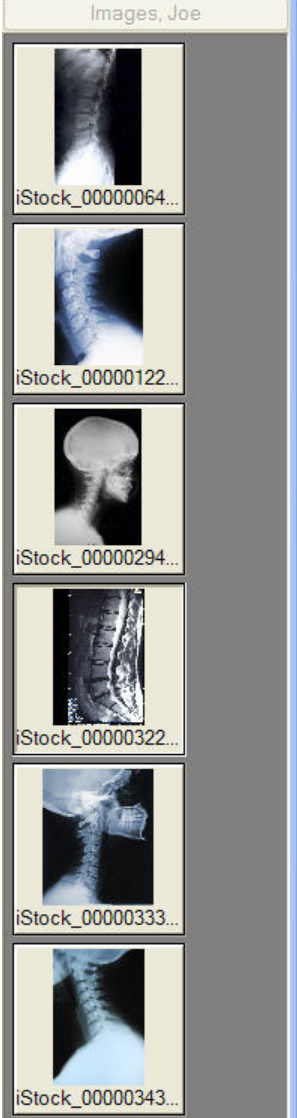 Images, Joe
iStock_00000064...
iStock_00000122...
iStock_00000294...
iStock_00000322...
iStock_00000333...
iStock_00000343...